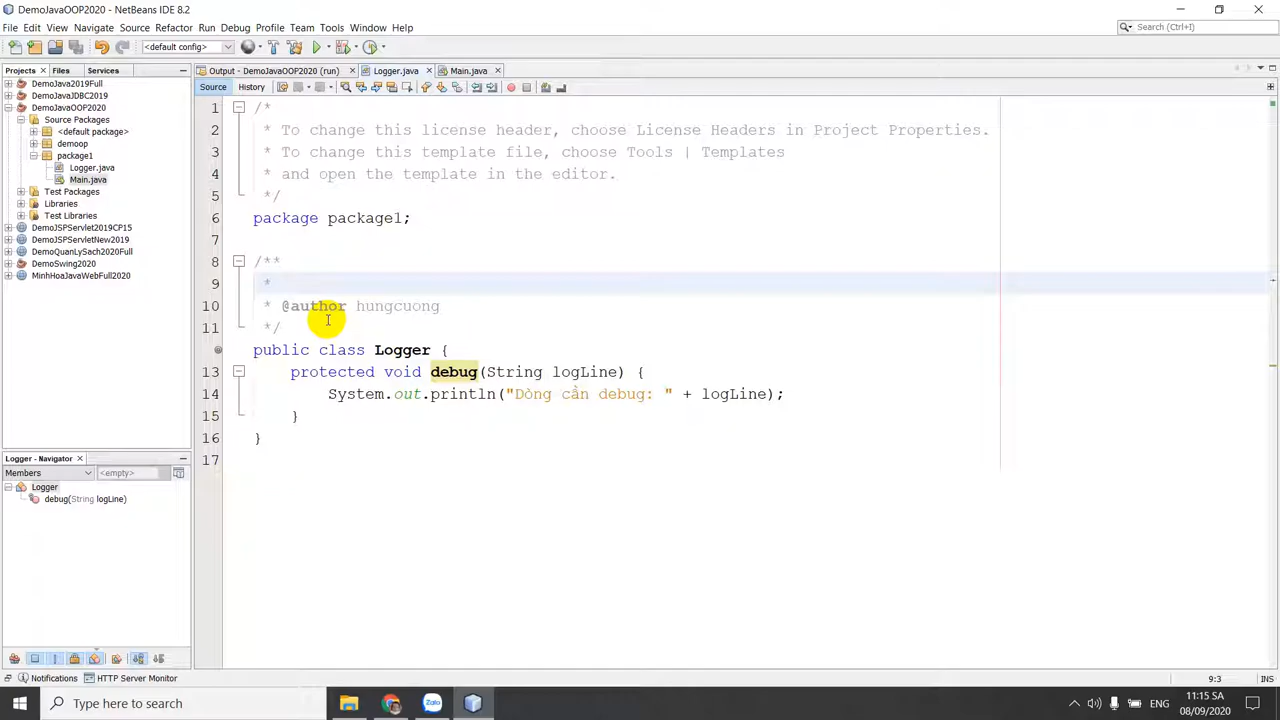 DemoJavaOOP2020 - NetBeans IDE 8.2
File Edit View Navigate Source Refactor Run Debug Profile Team Tools Window Help
Search (Ctrl+I)
<default config>
Projects Files Services
Output - DemoJavaOOP2020 (run) Logger.java Main.java
Source History
DemoJava2019Full
DemoJavaJDBC2019
DemoJavaOOP2020
Source Packages
<default package>
demoop
package1
Logger.java
Main.java
Test Packages
Libraries
Test Libraries
DemoJSPServlet2019CP15
DemoJSPServletNew2019
DemoQuanLySach2020Full
DemoSwing2020
MinhHoaJavaWebFull2020
1 /*
2 * To change this license header, choose License Headers in Project Properties.
3 * To change this template file, choose Tools | Templates
4 * and open the template in the editor.
5 */
6 package package1;
7
8 /**
9 *
10 * @author hungcuong
11 */
public class Logger {
13 protected void debug(String logLine) {
14 System.out.println("Dòng cần debug: " + logLine);
15 }
16 }
17
Logger - Navigator
Members <empty>
Logger
debug(String logLine)
Notifications HTTP Server Monitor
9:3 INS
Type here to search
Zalo
ENG
11:15 SA
08/09/2020